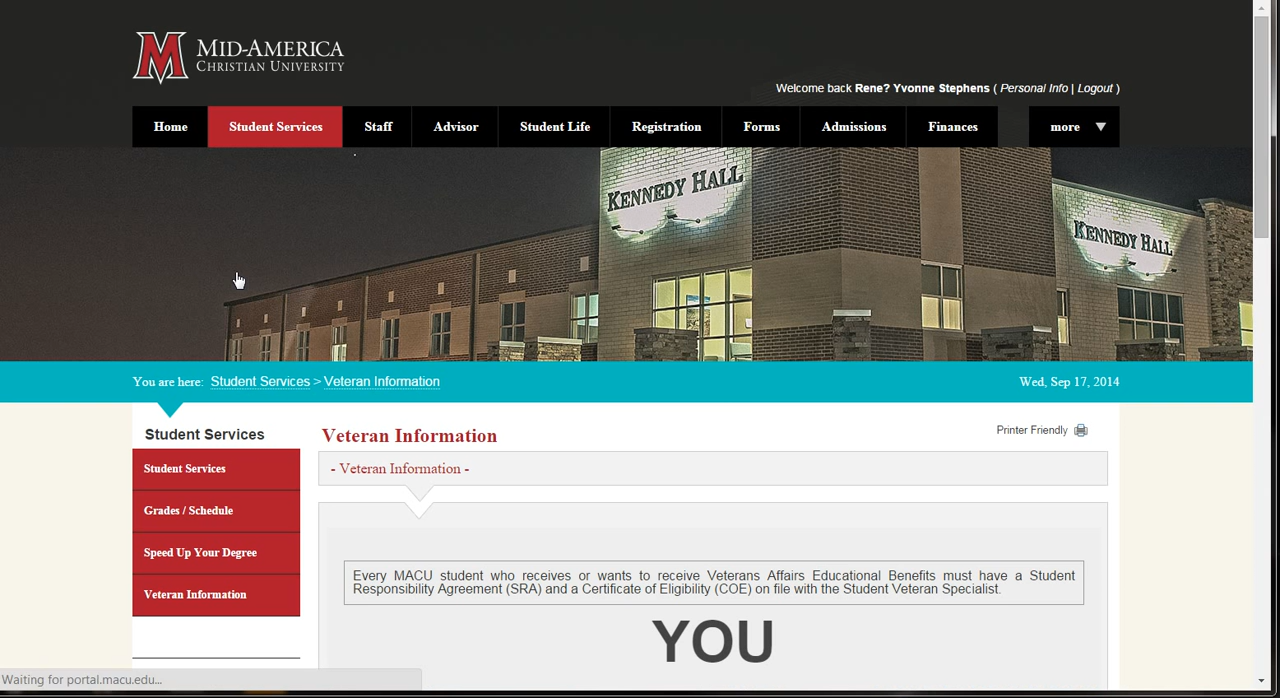 MID-AMERICA
CHRISTIAN UNIVERSITY
Welcome back Rene? Yvonne Stephens ( Personal Info | Logout )
Home Student Services Staff Advisor Student Life Registration Forms Admissions Finances more
KENNEDY HALL
KENNEDY HALL
You are here: Student Services > Veteran Information Wed, Sep 17, 2014
Student Services
Student Services
Grades / Schedule
Speed Up Your Degree
Veteran Information
Veteran Information
Printer Friendly
- Veteran Information -
Every MACU student who receives or wants to receive Veterans Affairs Educational Benefits must have a Student
Responsibility Agreement (SRA) and a Certificate of Eligibility (COE) on file with the Student Veteran Specialist.
YOU
Waiting for portal.macu.edu...